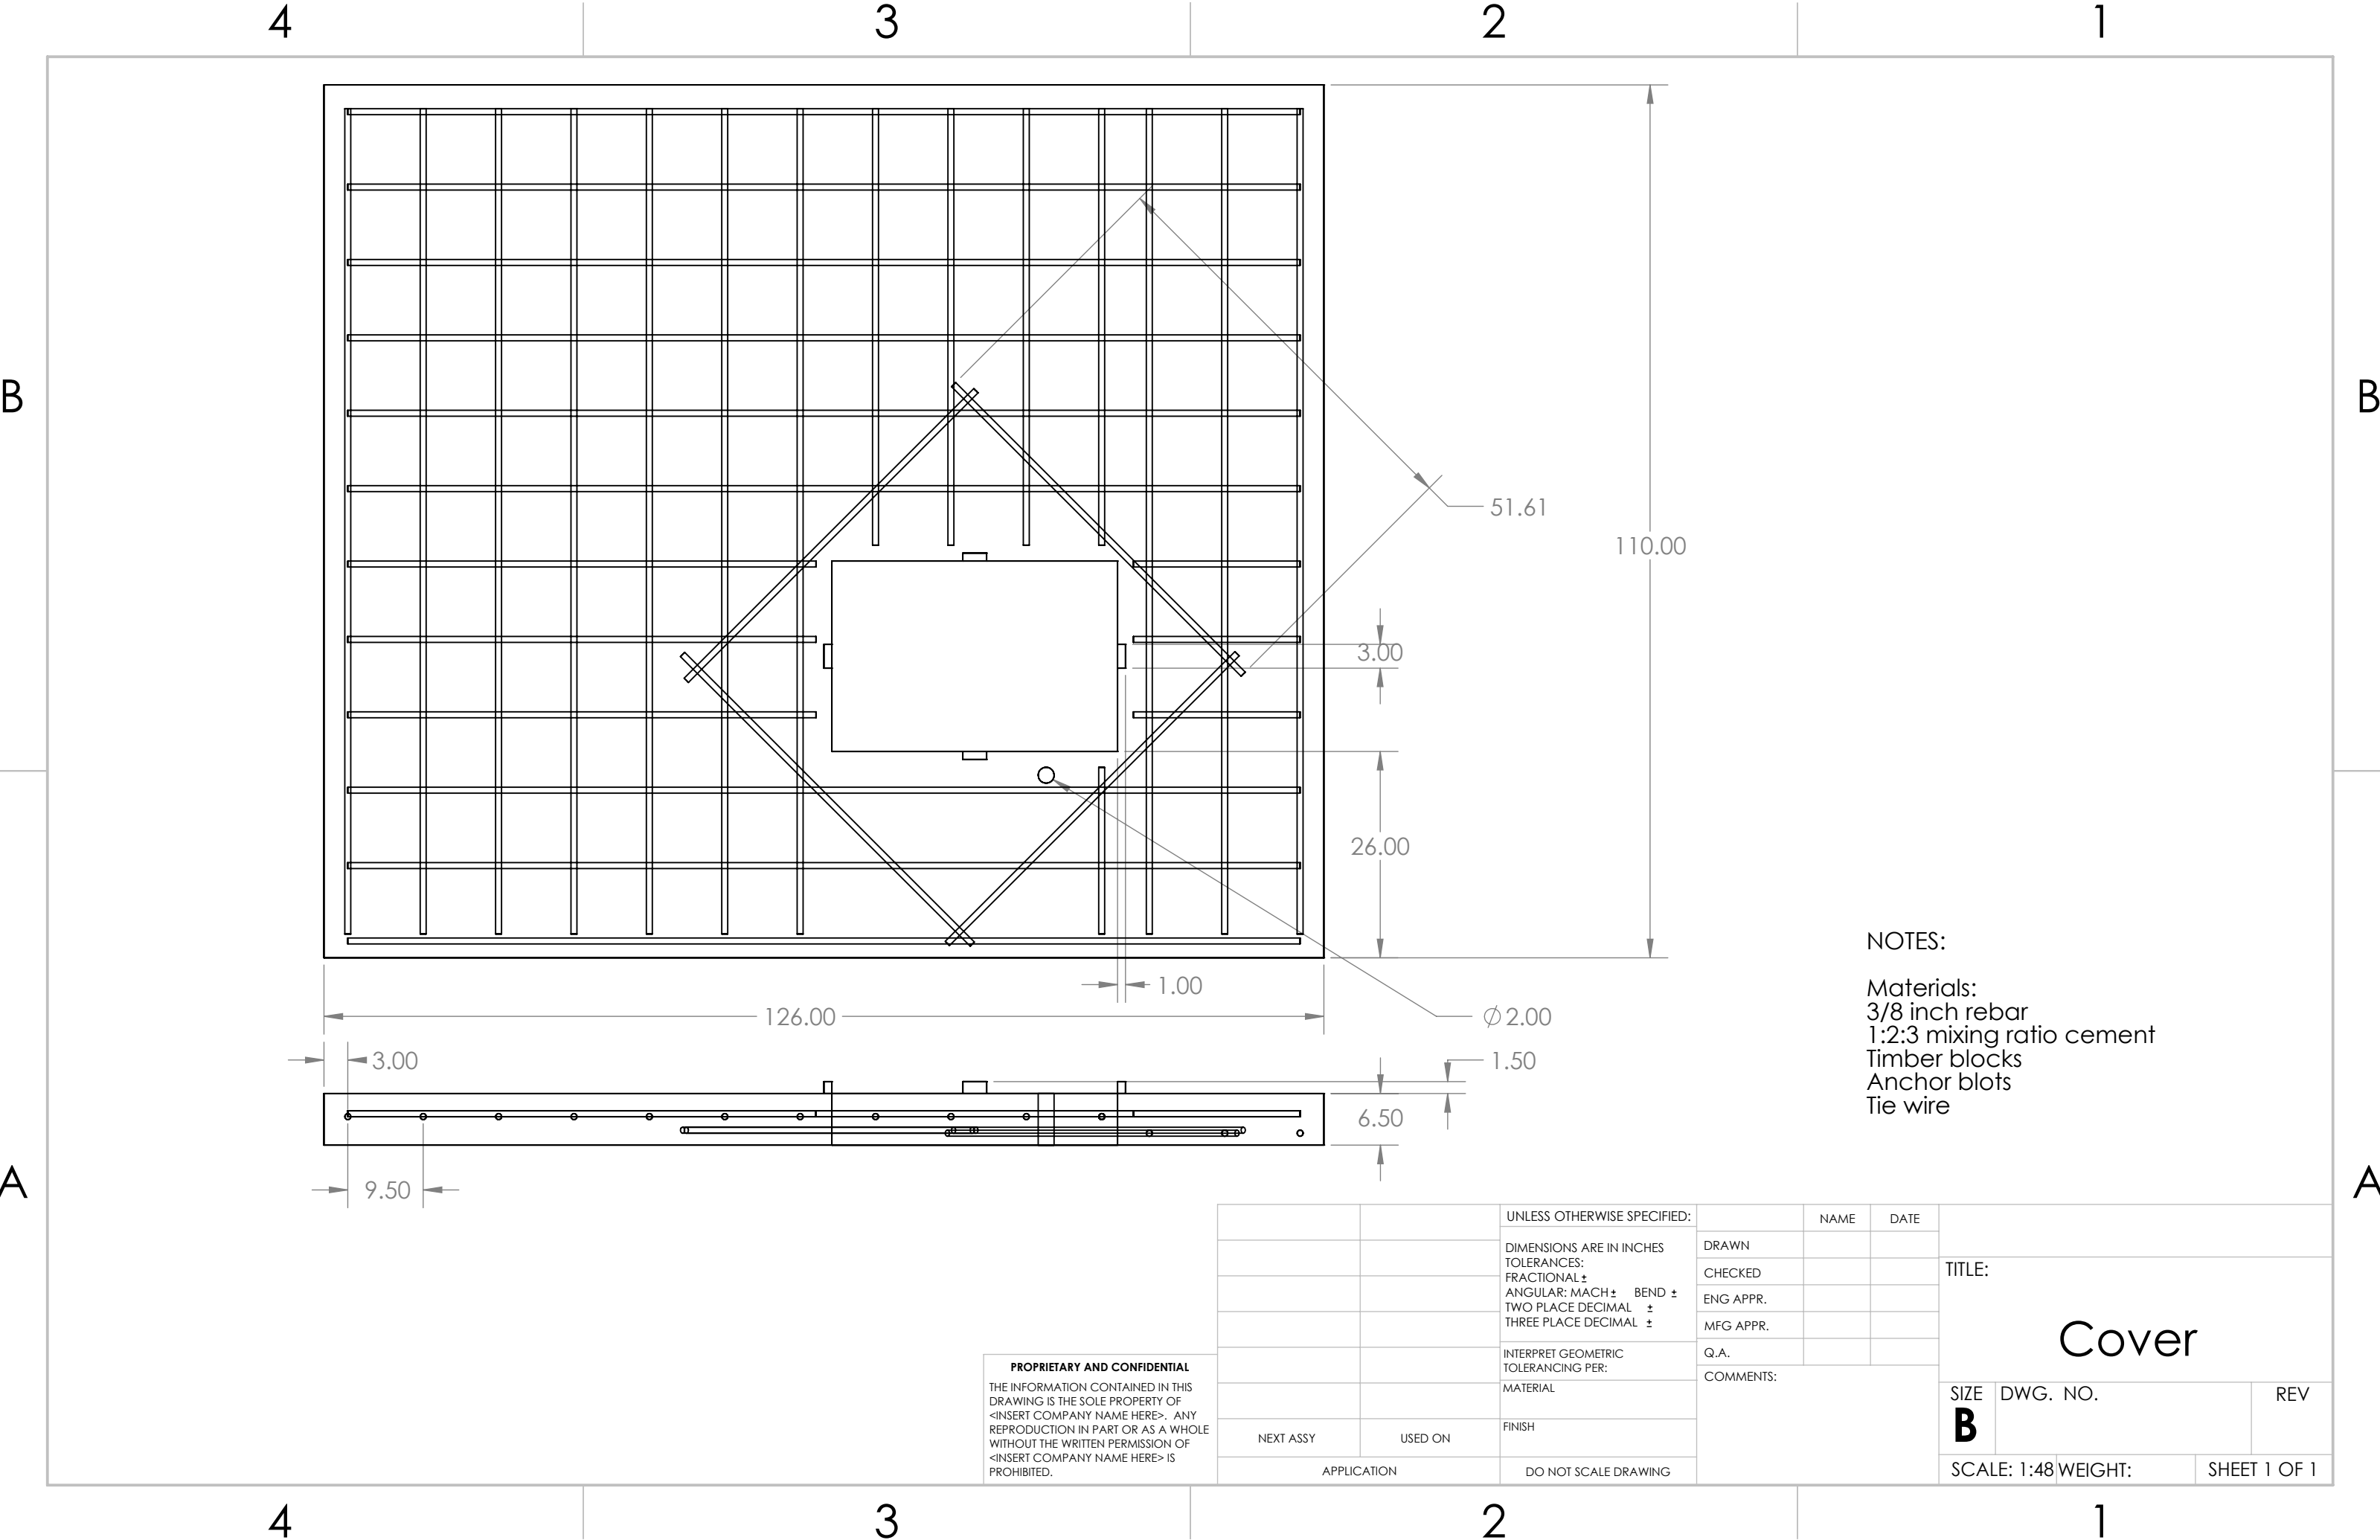 4
3
2
1
B
B
51.61
110.00
3.00
26.00
1.00
126.00
∅2.00
3.00
1.50
6.50
9.50
NOTES:
Materials:
3/8 inch rebar
1:2:3 mixing ratio cement
Timber blocks
Anchor blots
Tie wire
A
A
PROPRIETARY AND CONFIDENTIAL
THE INFORMATION CONTAINED IN THIS
DRAWING IS THE SOLE PROPERTY OF
<INSERT COMPANY NAME HERE>. ANY
REPRODUCTION IN PART OR AS A WHOLE
WITHOUT THE WRITTEN PERMISSION OF
<INSERT COMPANY NAME HERE> IS
PROHIBITED.
NEXT ASSY
USED ON
APPLICATION
UNLESS OTHERWISE SPECIFIED:
DIMENSIONS ARE IN INCHES
TOLERANCES:
FRACTIONAL ±
ANGULAR: MACH ± BEND ±
TWO PLACE DECIMAL ±
THREE PLACE DECIMAL ±
INTERPRET GEOMETRIC
TOLERANCING PER:
MATERIAL
FINISH
DO NOT SCALE DRAWING
NAME
DATE
DRAWN
CHECKED
ENG APPR.
MFG APPR.
Q.A.
COMMENTS:
TITLE:
Cover
SIZE
B
DWG. NO.
REV
SCALE: 1:48
WEIGHT:
SHEET 1 OF 1
4
3
2
1